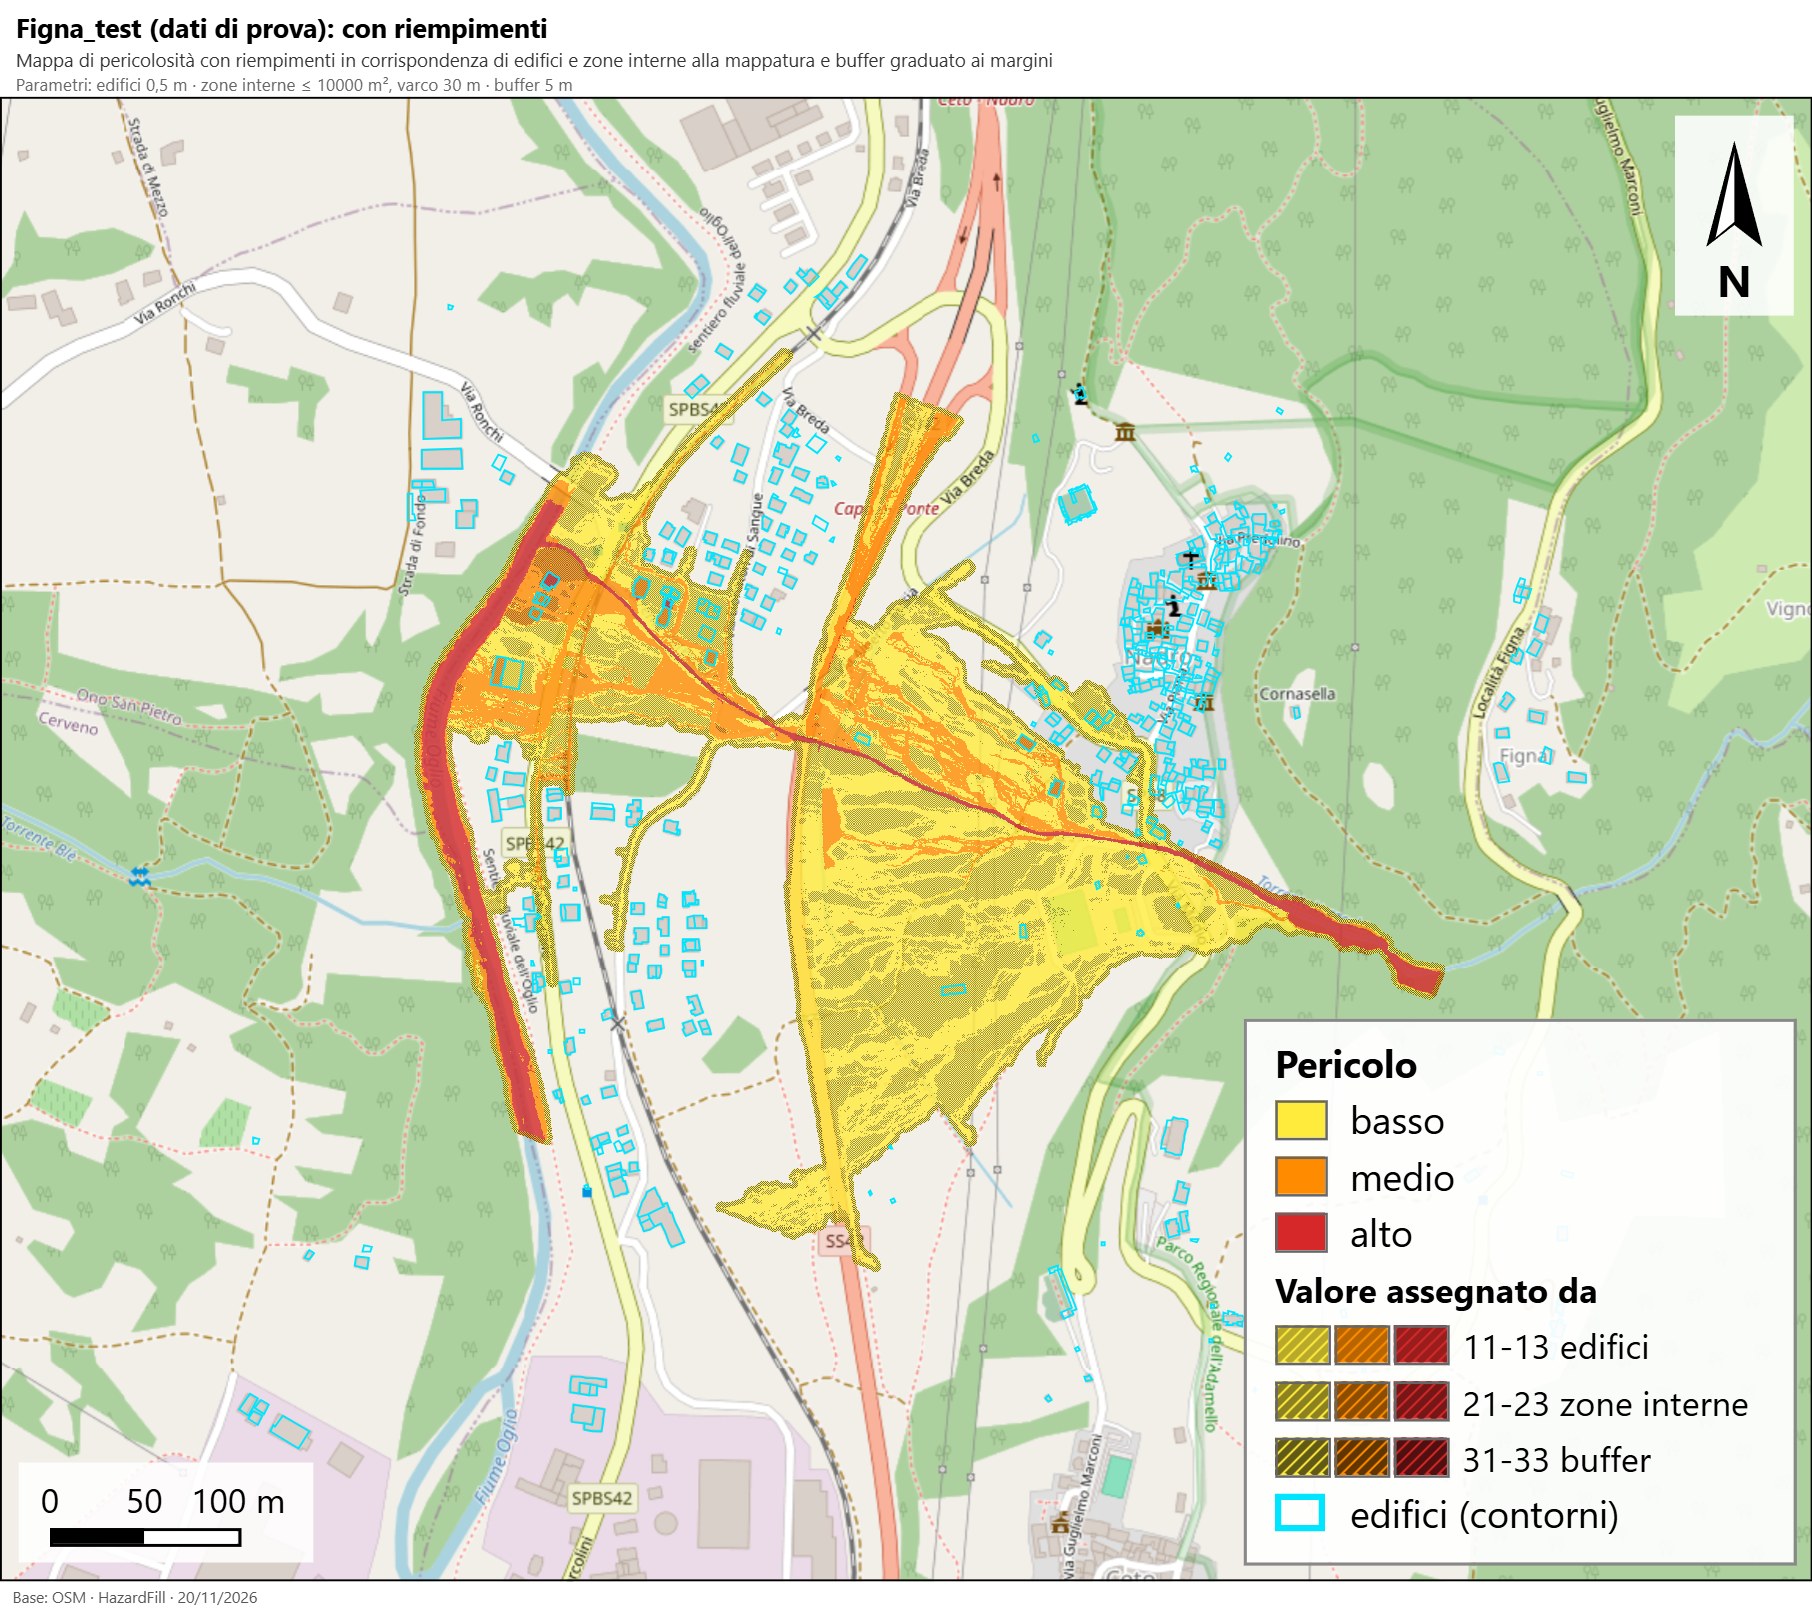 Figna_test (dati di prova): con riempimenti
Mappa di pericolosità con riempimenti in corrispondenza di edifici e zone interne alla mappatura e buffer graduato ai margini
Parametri: edifici 0,5 m · zone interne ≤ 10000 m², varco 30 m · buffer 5 m
Strada di Mezzo
Via Breda
Guglielmo Marconi
N
sentiero fluviale dell'Oglio
Via Ronchi
Via Ronchi
SPBS42
Via Breda
Via Breda
Strada di Fondo
Località Figna
Ono San Pietro
Cerveno
Fiume Oglio
Cornasella
Figna
Torrente Blè
SPBS42
SS42
Parco Regionale dell'Adamello
Fiume Oglio
SPBS42
Via Guglielmo Marconi
Ceto
0 50 100 m
Pericolo
basso
medio
alto
Valore assegnato da
11-13 edifici
21-23 zone interne
31-33 buffer
edifici (contorni)
Base: OSM · HazardFill · 20/11/2026